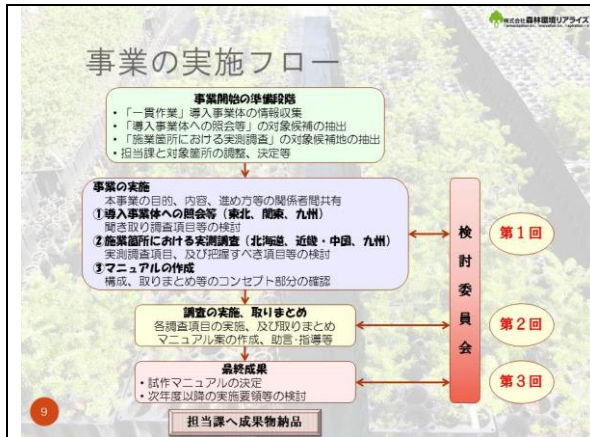 株式会社森林環境リアライズ
事業の実施フロー
事業開始の準備段階
・「一貫作業」導入事業体の情報収集
・「導入事業体への照会等」の対象候補の抽出
・「施業箇所における実測調査」の対象候補地の抽出
・担当課と対象箇所の調整、決定等
事業の実施
本事業の目的、内容、進め方等の関係者間共有
①導入事業体への照会等（東北、関東、九州）
聞き取り調査項目等の検討
②施業箇所における実測調査（北海道、近畿・中国、九州）
実測調査項目、及び把握すべき項目等の検討
③マニュアルの作成
構成、取りまとめ等のコンセプト部分の確認
検討委員会
第1回
調査の実施、取りまとめ
各調査項目の実施、及び取りまとめ
マニュアル案の作成、助言・指導等
第2回
最終成果
・試作マニュアルの決定
・次年度以降の実施要領等の検討
第3回
9
担当課へ成果物納品